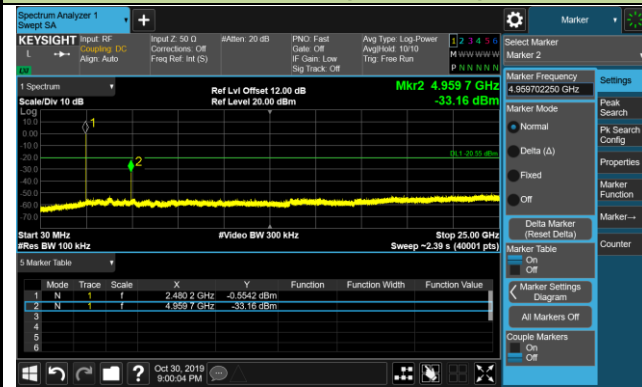 Spectrum Analyzer 1
Swept SA
+
Marker
KEYSIGHT
L
Input: RF
Coupling: DC
Align: Auto
Input Z: 50 Ω
Corrections: Off
Freq Ref: Int (S)
#Atten: 20 dB
PNO: Fast
Gate: Off
IF Gain: Low
Sig Track: Off
Avg Type: Log-Power
Avg|Hold: 10/10
Trig: Free Run
1 2 3 4 5 6
M W W W W W
P N N N N N
Select Marker
Marker 2
1 Spectrum
Scale/Div 10 dB
Log
Ref Lvl Offset 12.00 dB
Ref Level 20.00 dBm
Mkr2 4.959 7 GHz
-33.16 dBm
10.0
0.00
-10.0
-20.0
-30.0
-40.0
-50.0
-60.0
-70.0
1
2
DL1 -20.55 dBm
Start 30 MHz
#Res BW 100 kHz
#Video BW 300 kHz
Stop 25.00 GHz
Sweep ~2.39 s (40001 pts)
5 Marker Table
Mode Trace Scale X Y Function Function Width Function Value
1 N 1 f 2.480 2 GHz -0.5542 dBm
2 N 1 f 4.959 7 GHz -33.16 dBm
3
4
5
6
Marker Frequency
4.959702250 GHz
Marker Mode
Normal
Delta (Δ)
Fixed
Off
Delta Marker
(Reset Delta)
Marker Table
On
Off
Marker Settings
Diagram
All Markers Off
Couple Markers
On
Off
Settings
Peak
Search
Pk Search
Config
Properties
Marker
Function
Marker→
Counter
?
Oct 30, 2019
9:00:04 PM